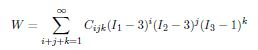 $$W = \sum_{i+j+k=1}^{\infty} C_{ijk}(I_1 - 3)^i(I_2 - 3)^j(I_3 - 1)^k$$